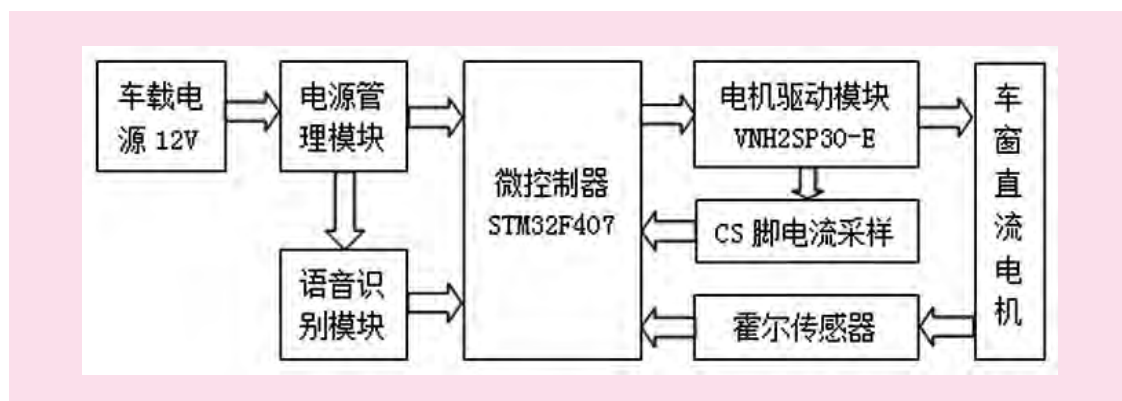 车载电
源 12V
电源管
理模块
语音识
别模块
微控制器
STM32F407
电机驱动模块
VNH2SP30-E
CS 脚电流采样
霍尔传感器
车
窗
直
流
电
机